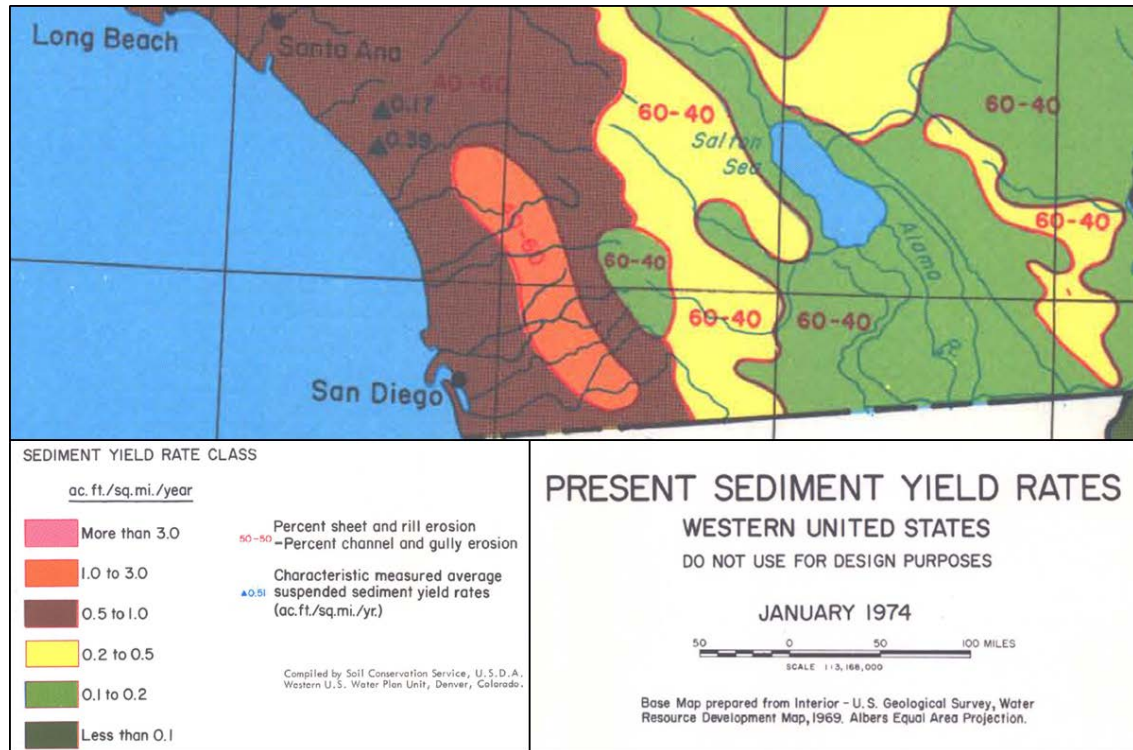 Long Beach
Santa Ana
40-60
0.17
0.39
60-40
Salton
Sea
60-40
60-40
60-40
60-40
60-40
Alamo
R.
San Diego
SEDIMENT YIELD RATE CLASS
ac. ft./sq.mi./year
More than 3.0
1.0 to 3.0
0.5 to 1.0
0.2 to 0.5
0.1 to 0.2
Less than 0.1
50-50 Percent sheet and rill erosion
-Percent channel and gully erosion
Characteristic measured average
0.51 suspended sediment yield rates
(ac.ft./sq.mi./yr.)
Compiled by Soil Conservation Service, U.S.D.A.
Western U.S. Water Plan Unit, Denver, Colorado.
PRESENT SEDIMENT YIELD RATES
WESTERN UNITED STATES
DO NOT USE FOR DESIGN PURPOSES
JANUARY 1974
50 0 50 100 MILES
SCALE 1:3,168,000
Base Map prepared from Interior - U.S. Geological Survey, Water
Resource Development Map, 1969. Albers Equal Area Projection.